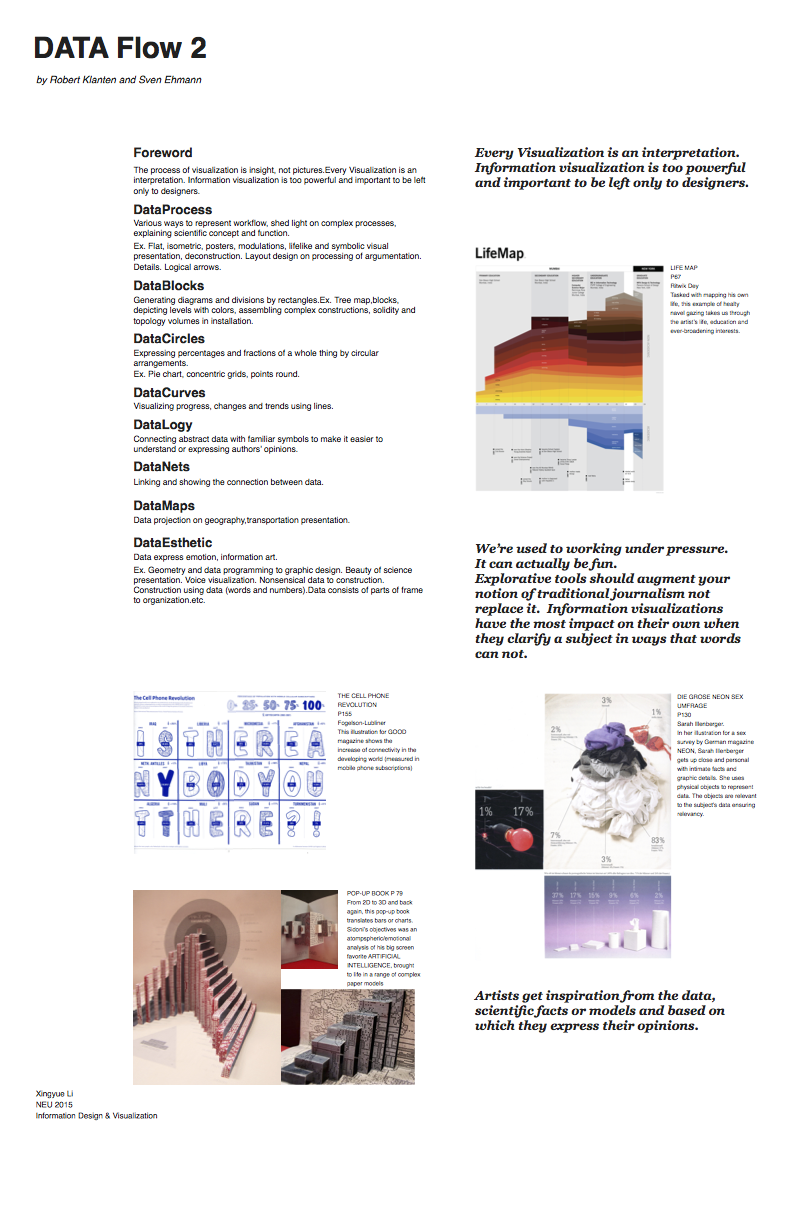 DATA Flow 2
by Robert Klanten and Sven Ehmann
Foreword
The process of visualization is insight, not pictures.Every Visualization is an
interpretation. Information visualization is too powerful and important to be left
only to designers.
DataProcess
Various ways to represent workflow, shed light on complex processes,
explaining scientific concept and function.
Ex. Flat, isometric, posters, modulations, lifelike and symbolic visual
presentation, deconstruction. Layout design on processing of argumentation.
Details. Logical arrows.
DataBlocks
Generating diagrams and divisions by rectangles.Ex. Tree map,blocks,
depicting levels with colors, assembling complex constructions, solidity and
topology volumes in installation.
DataCircles
Expressing percentages and fractions of a whole thing by circular
arrangements.
Ex. Pie chart, concentric grids, points round.
DataCurves
Visualizing progress, changes and trends using lines.
DataLogy
Connecting abstract data with familiar symbols to make it easier to
understand or expressing authors' opinions.
DataNets
Linking and showing the connection between data.
DataMaps
Data projection on geography,transportation presentation.
DataEsthetic
Data express emotion, information art.
Ex. Geometry and data programming to graphic design. Beauty of science
presentation. Voice visualization. Nonsensical data to construction.
Construction using data (words and numbers).Data consists of parts of frame
to organization.etc.
Every Visualization is an interpretation.
Information visualization is too powerful
and important to be left only to designers.
LifeMap
LIFE MAP
P67
Ritwix Dey
Tasked with mapping his own
life, this example of healty
navel gazing takes us through
the artist's life, education and
ever-broadening interests.
We're used to working under pressure.
It can actually be fun.
Explorative tools should augment your
notion of traditional journalism not
replace it. Information visualizations
have the most impact on their own when
they clarify a subject in ways that words
can not.
The Cell Phone Revolution
25% 50% 75% 100%
IRAQ LIBERIA
I S T H E R E A
NEPAL
N Y B O D Y O U
ALGERIA MALI SUDAN TURKMENISTAN
T T H E R E ? !
THE CELL PHONE
REVOLUTION
P155
Fogelson-Lubliner
This illustration for GOOD
magazine shows the
increase of connectivity in the
developing world (measured in
mobile phone subscriptions)
3%
1%
2%
1% 17%
7%
83%
3%
37% 17% 15% 9% 6% 2%
DIE GROSE NEON SEX
UMFRAGE
P130
Sarah Illenberger.
In her illustration for a sex
survey by German magazine
NEON, Sarah Illenberger
gets up close and personal
with intimate facts and
graphic details. She uses
physical objects to represent
data. The objects are relevant
to the subject's data ensuring
relevancy.
POP-UP BOOK P 79
From 2D to 3D and back
again, this pop-up book
translates bars or charts.
Sidoni's objectives was an
atompspheric/emotional
analysis of his big screen
favorite ARTIFICIAL
INTELLIGENCE, brought
to life in a range of complex
paper models
Artists get inspiration from the data,
scientific facts or models and based on
which they express their opinions.
Xingyue Li
NEU 2015
Information Design & Visualization